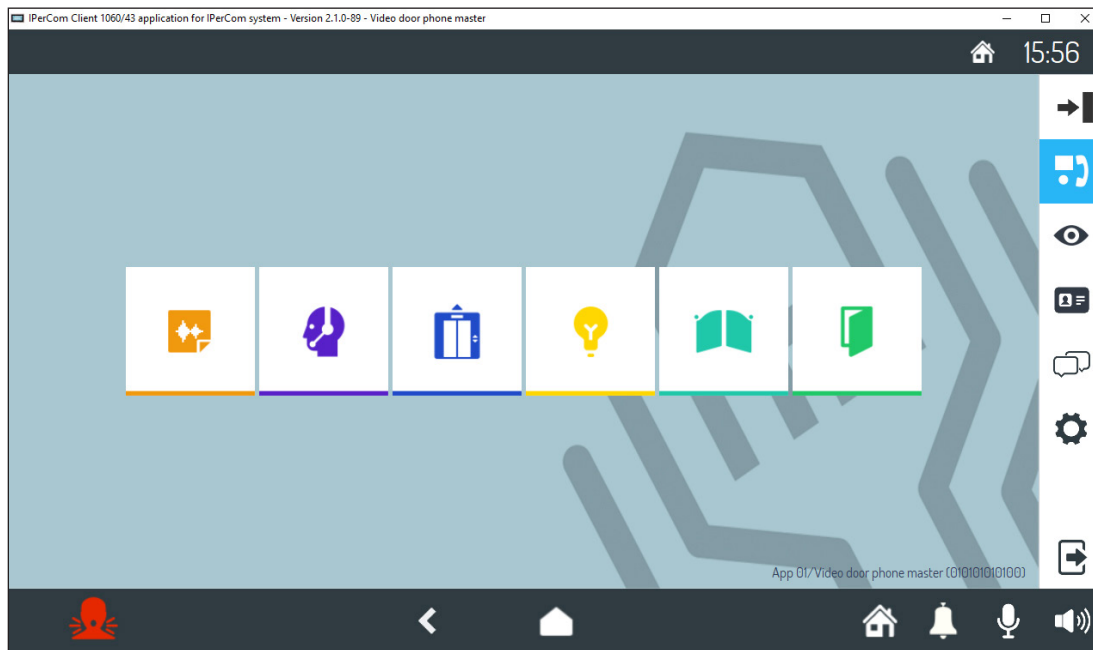 IPerCom Client 1060/43 application for IPerCom system - Version 2.1.0-89 - Video door phone master
15:56
App 01/Video door phone master (010101010100)